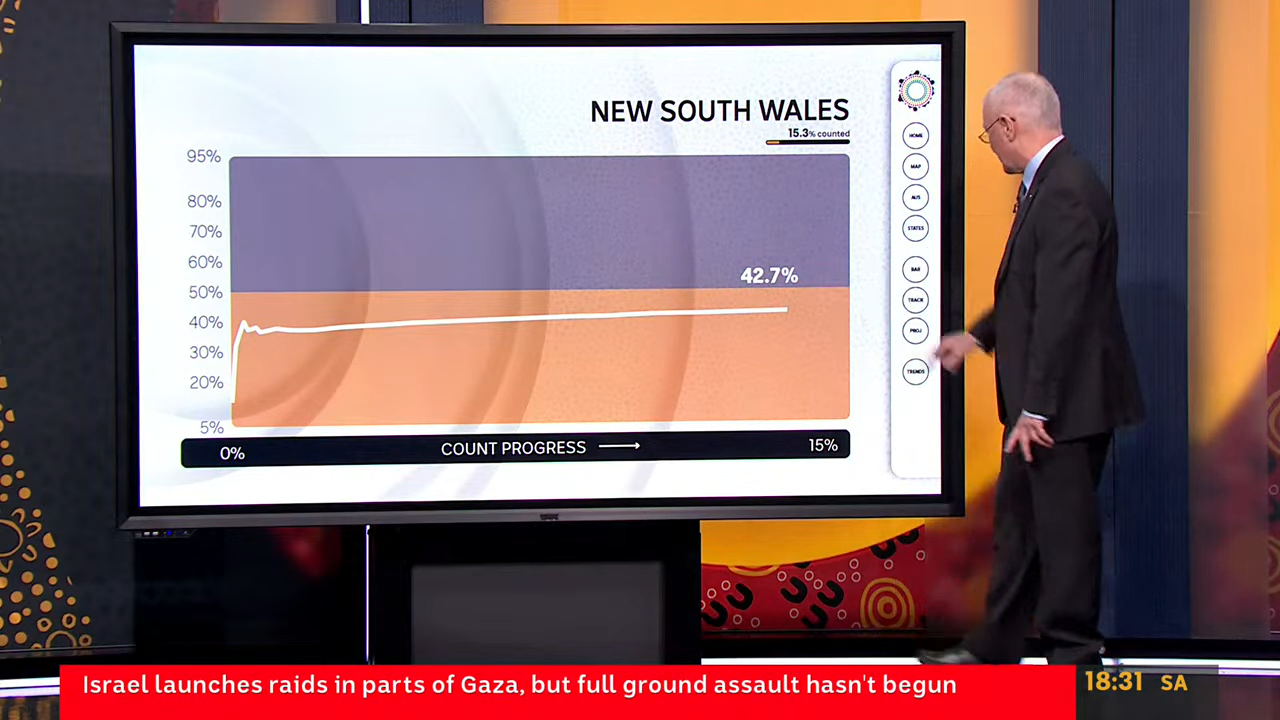 NEW SOUTH WALES
15.3% counted
95%
80%
70%
60%
50%
40%
30%
20%
5%
42.7%
0% COUNT PROGRESS 15%
HOME
MAP
AUS
STATES
BAR
TRACK
PROJ
TRENDS
Israel launches raids in parts of Gaza, but full ground assault hasn't begun
18:31 SA